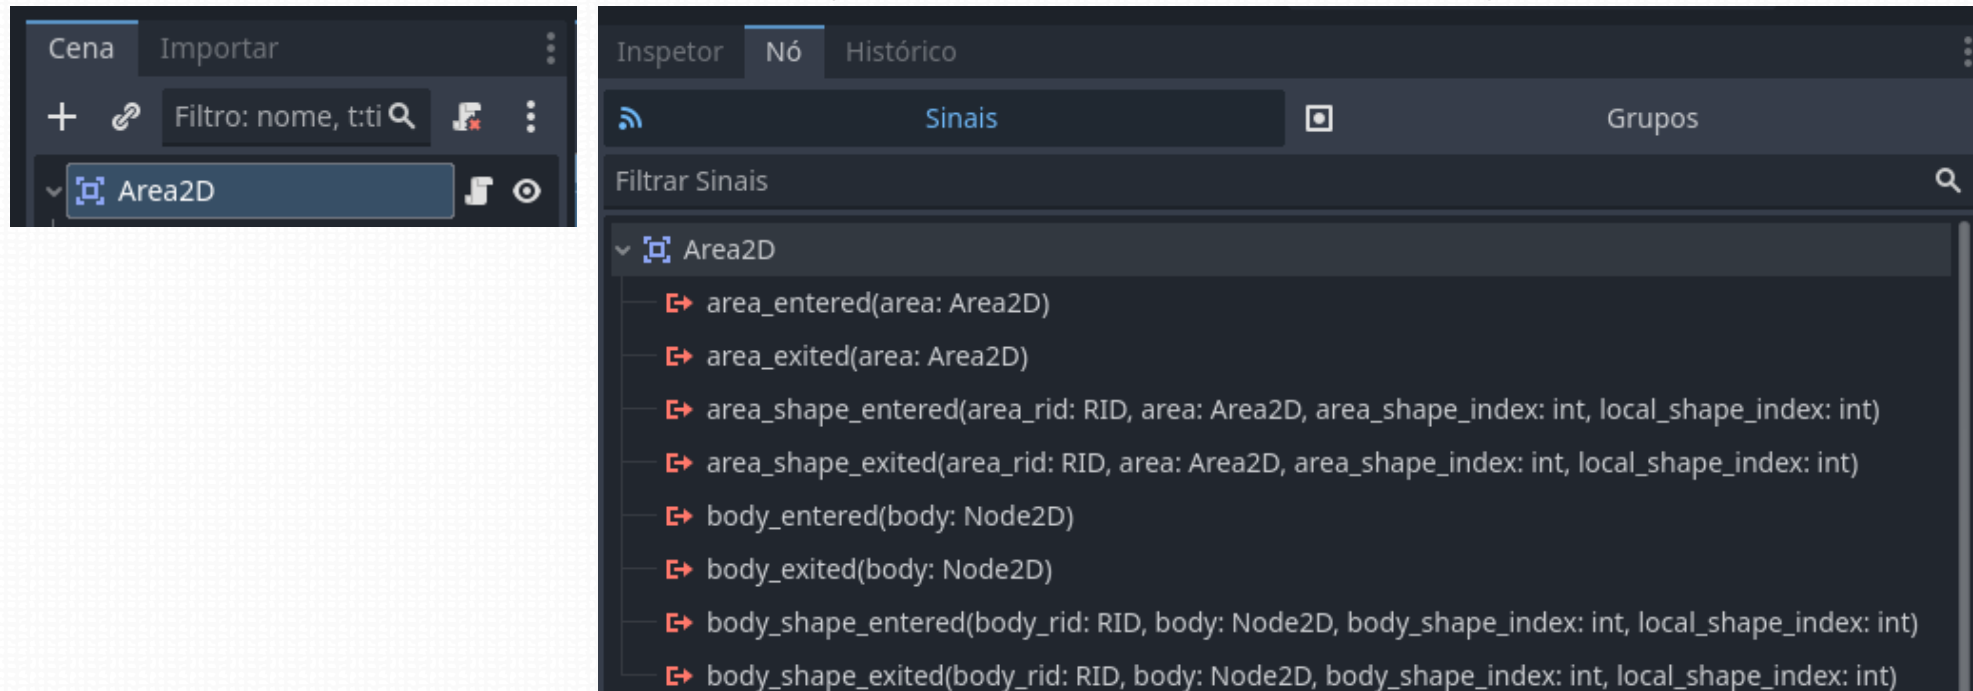 Cena Importar
Filtro: nome, t:ti
Area2D
Inspetor Nó Histórico
Sinais Grupos
Filtrar Sinais
Area2D
area_entered(area: Area2D)
area_exited(area: Area2D)
area_shape_entered(area_rid: RID, area: Area2D, area_shape_index: int, local_shape_index: int)
area_shape_exited(area_rid: RID, area: Area2D, area_shape_index: int, local_shape_index: int)
body_entered(body: Node2D)
body_exited(body: Node2D)
body_shape_entered(body_rid: RID, body: Node2D, body_shape_index: int, local_shape_index: int)
body_shape_exited(body_rid: RID, body: Node2D, body_shape_index: int, local_shape_index: int)